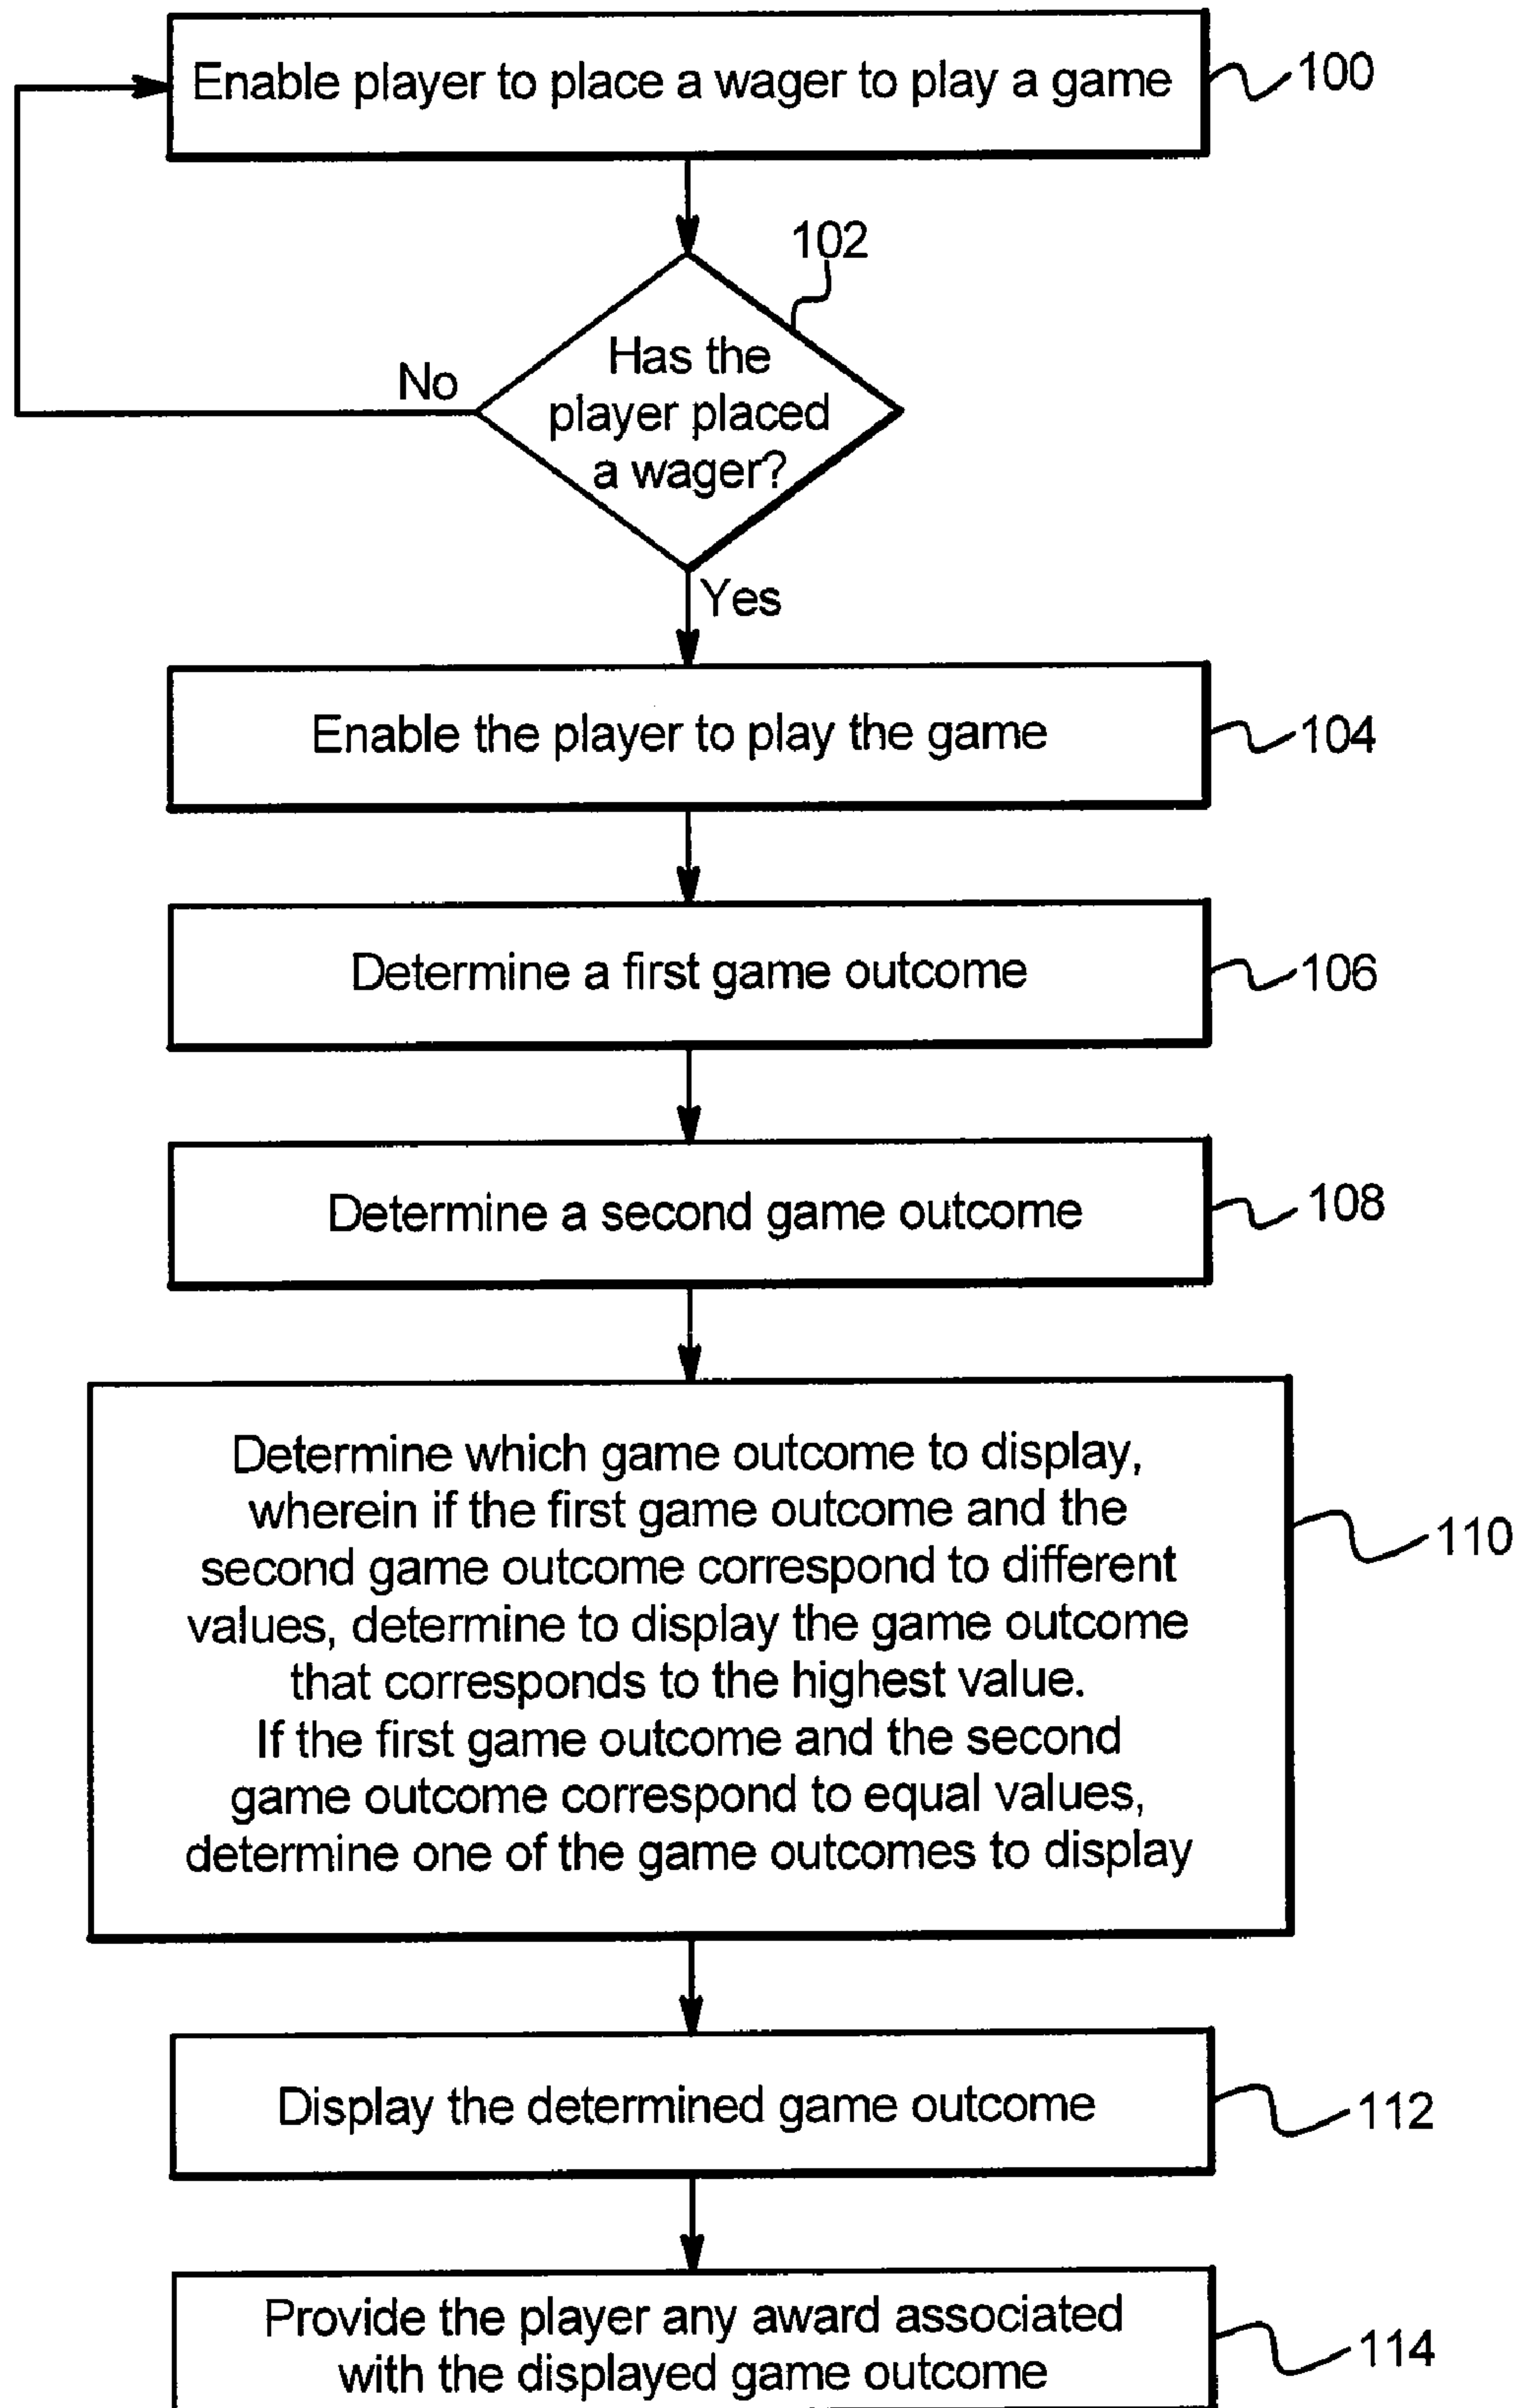 Enable player to place a wager to play a game
100
102
Has the
player placed
a wager?
No
Yes
Enable the player to play the game
104
Determine a first game outcome
106
Determine a second game outcome
108
Determine which game outcome to display,
wherein if the first game outcome and the
second game outcome correspond to different
values, determine to display the game outcome
that corresponds to the highest value.
If the first game outcome and the second
game outcome correspond to equal values,
determine one of the game outcomes to display
110
Display the determined game outcome
112
Provide the player any award associated
with the displayed game outcome
114